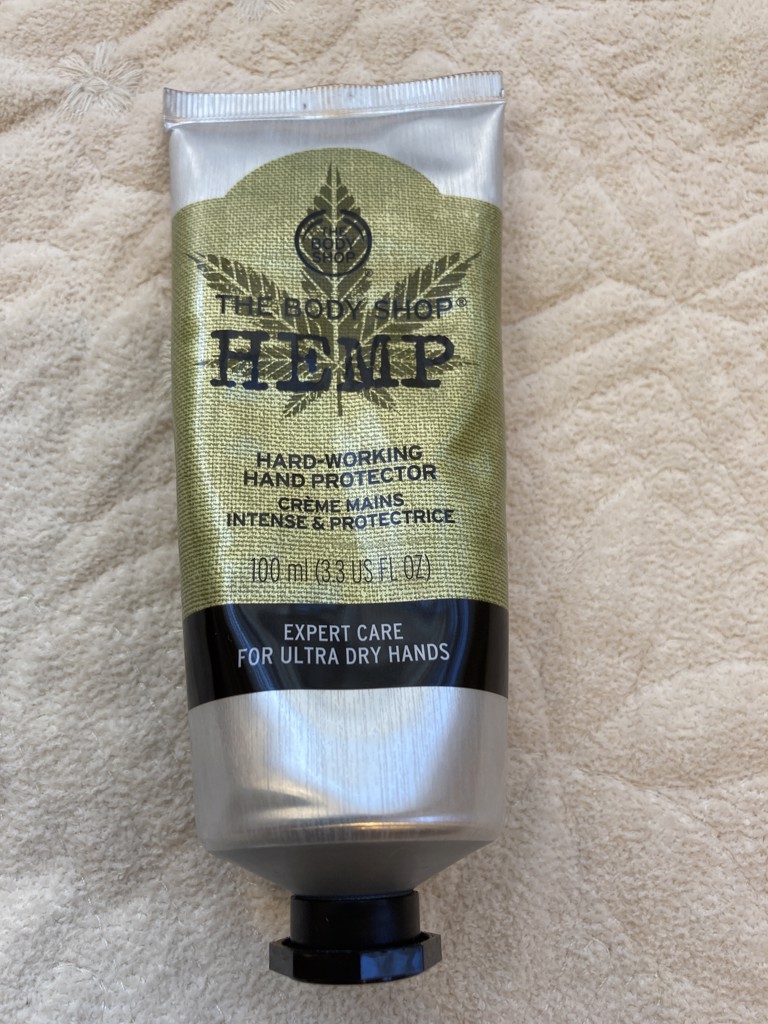 THE
BODY
SHOP
THE BODY SHOP®
HEMP
HARD-WORKING
HAND PROTECTOR
CRÈME MAINS
INTENSE & PROTECTRICE
100 ml (3.3 US FL OZ)
EXPERT CARE
FOR ULTRA DRY HANDS